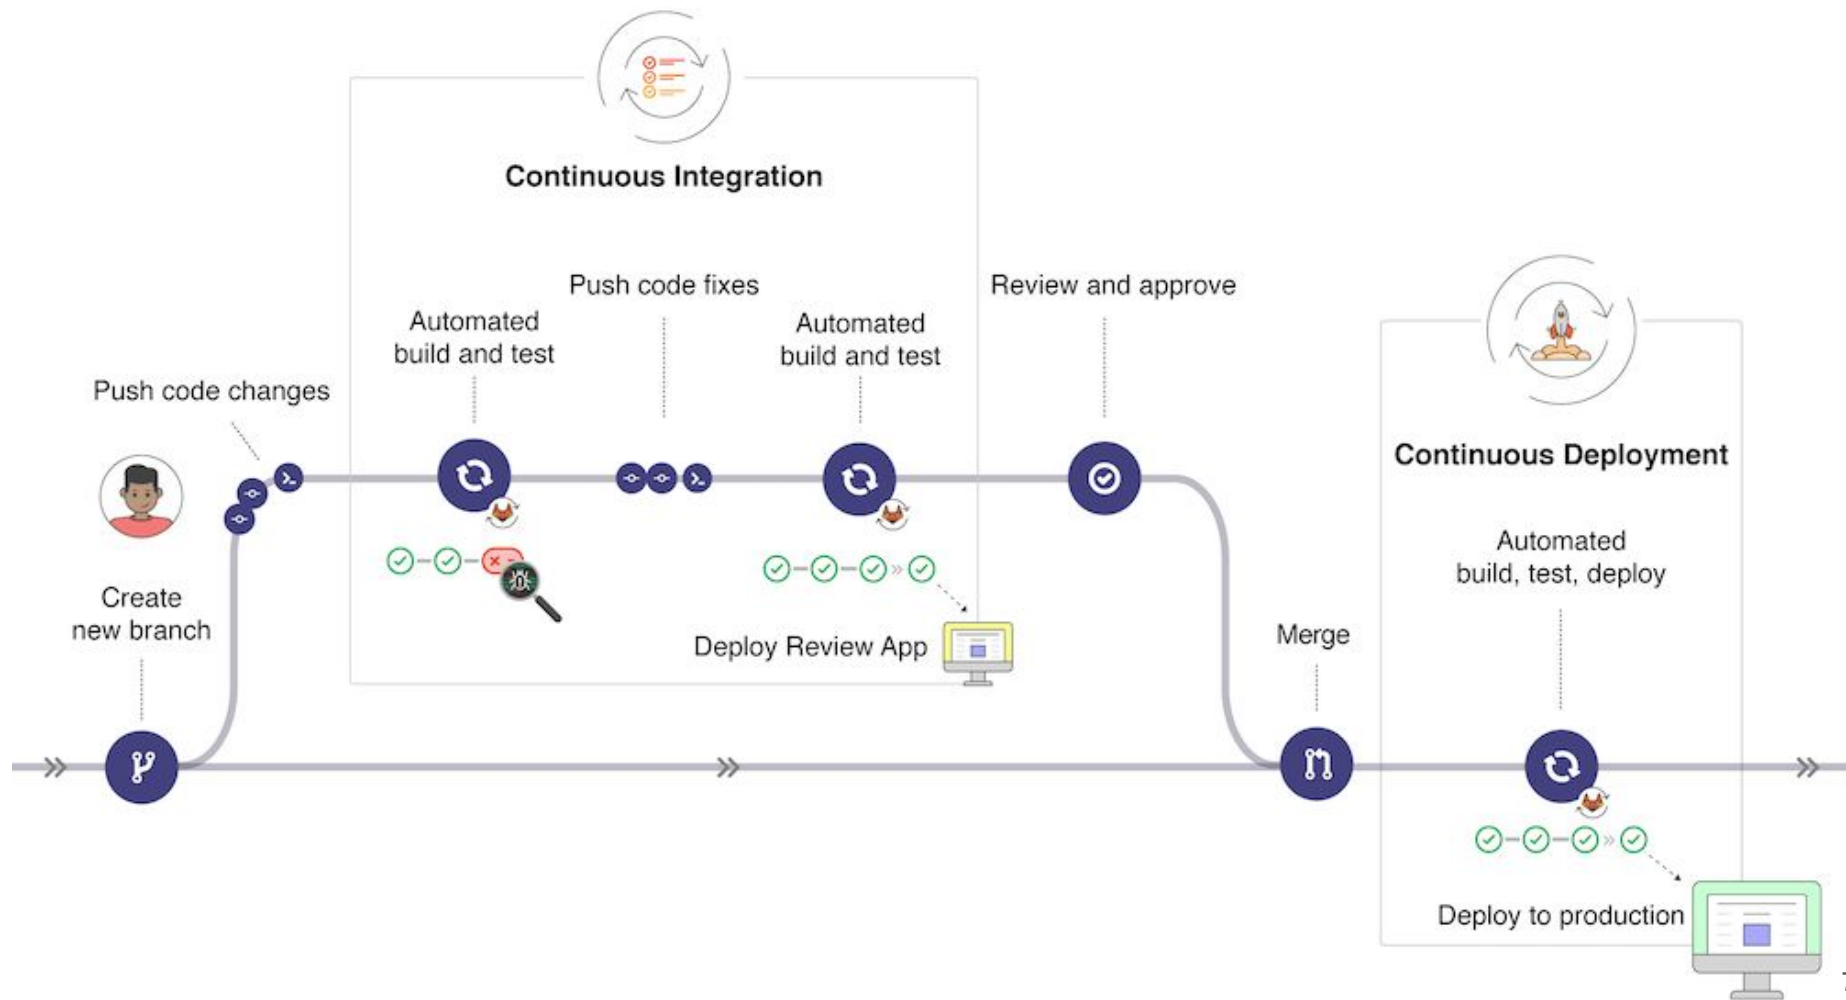 Continuous Integration
Push code fixes
Review and approve
Automated
build and test
Automated
build and test
Push code changes
Continuous Deployment
Automated
build, test, deploy
Create
new branch
Merge
Deploy Review App
Deploy to production